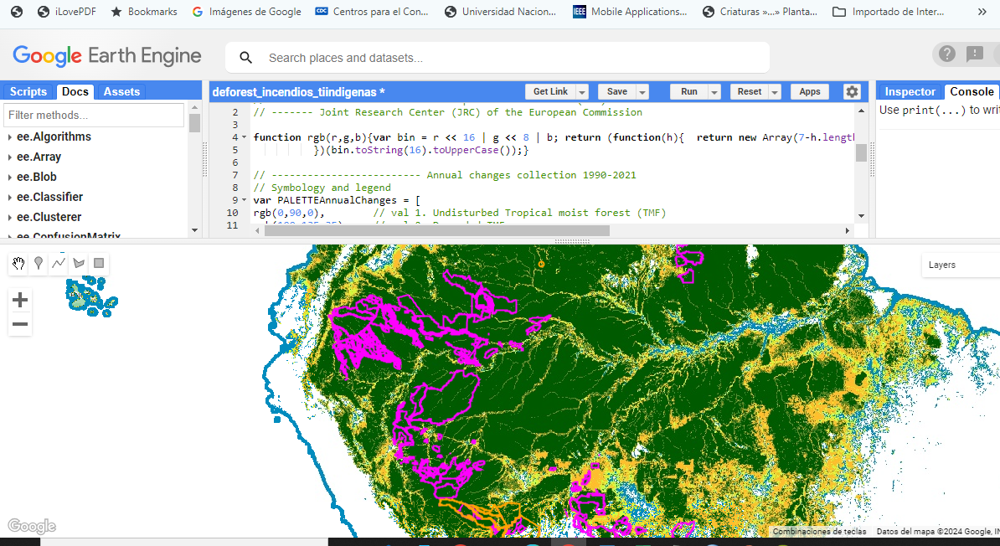 iLovePDF Bookmarks Imágenes de Google CDC Centros para el Con... Universidad Nacion... IEEE Mobile Applications... Criaturas »...» Planta... Importado de Inter... »
Google Earth Engine Search places and datasets...
Scripts Docs Assets
deforest_incendios_tiindigenas * Get Link Save Run Reset Apps
Inspector Console
Filter methods...
Use print(...) to writ
ee.Algorithms
ee.Array
ee.Blob
ee.Classifier
ee.Clusterer
ee.ConfusionMatrix
2 // ------- Joint Research Center (JRC) of the European Commission
3
4 function rgb(r,g,b){var bin = r << 16 | g << 8 | b; return (function(h){ return new Array(7-h.length
5 })(bin.toString(16).toUpperCase());}
6
7 // ------------------------ Annual changes collection 1990-2021
8 // Symbology and legend
9 var PALETTEAnnualChanges = [
10 rgb(0,90,0), // val 1. Undisturbed Tropical moist forest (TMF)
11
Layers
Google
Combinaciones de teclas Datos del mapa ©2024 Google, IN